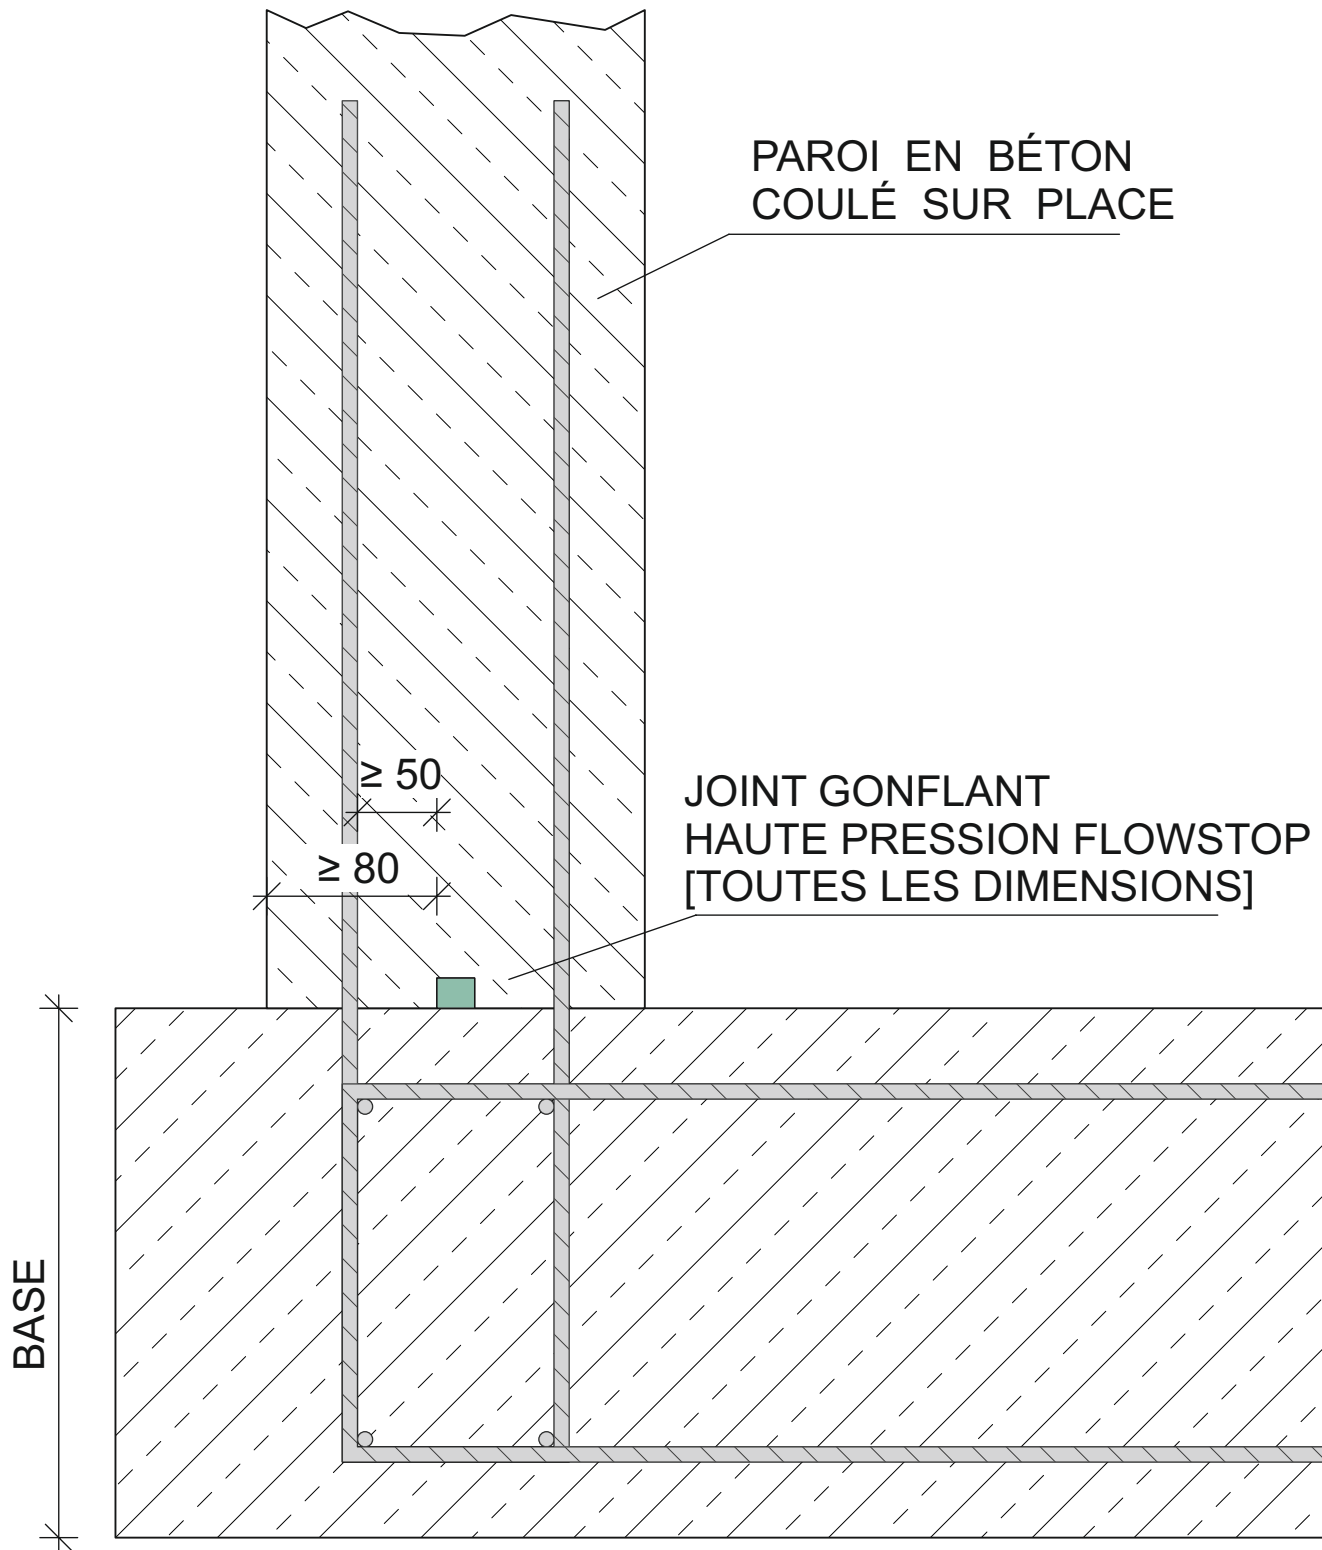 PAROI EN BÉTON
COULÉ SUR PLACE
≥ 50
JOINT GONFLANT
HAUTE PRESSION FLOWSTOP
[TOUTES LES DIMENSIONS]
≥ 80
BASE